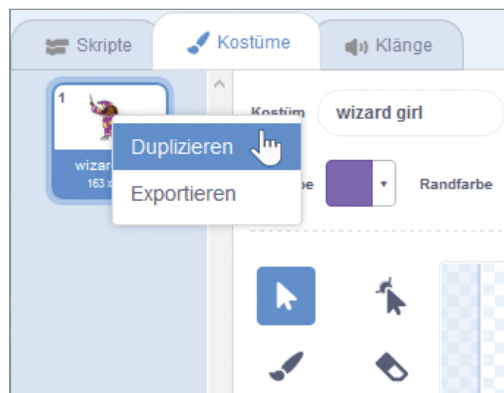 Skripte
Kostüme
Klänge
1
Kostüm
wizard girl
Duplizieren
wizar
163 x
Exportieren
Randfarbe